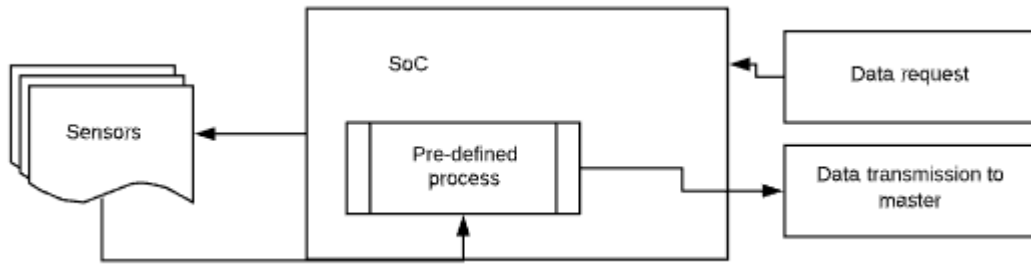 SoC
Sensors
Pre-defined
process
Data request
Data transmission to
master